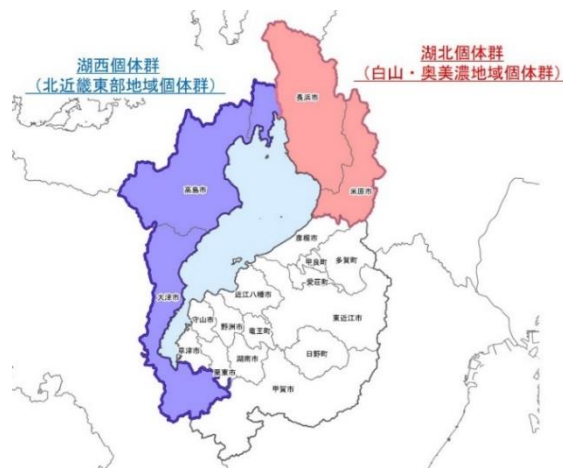 湖西個体群
（北近畿東部地域個体群）
湖北個体群
（白山・奥美濃地域個体群）
長浜市
高島市
米原市
彦根市
甲良町
多賀町
愛荘町
大津市
近江八幡市
東近江市
守山市
野洲市
竜王町
草津市
湖南市
日野町
栗東市
甲賀市